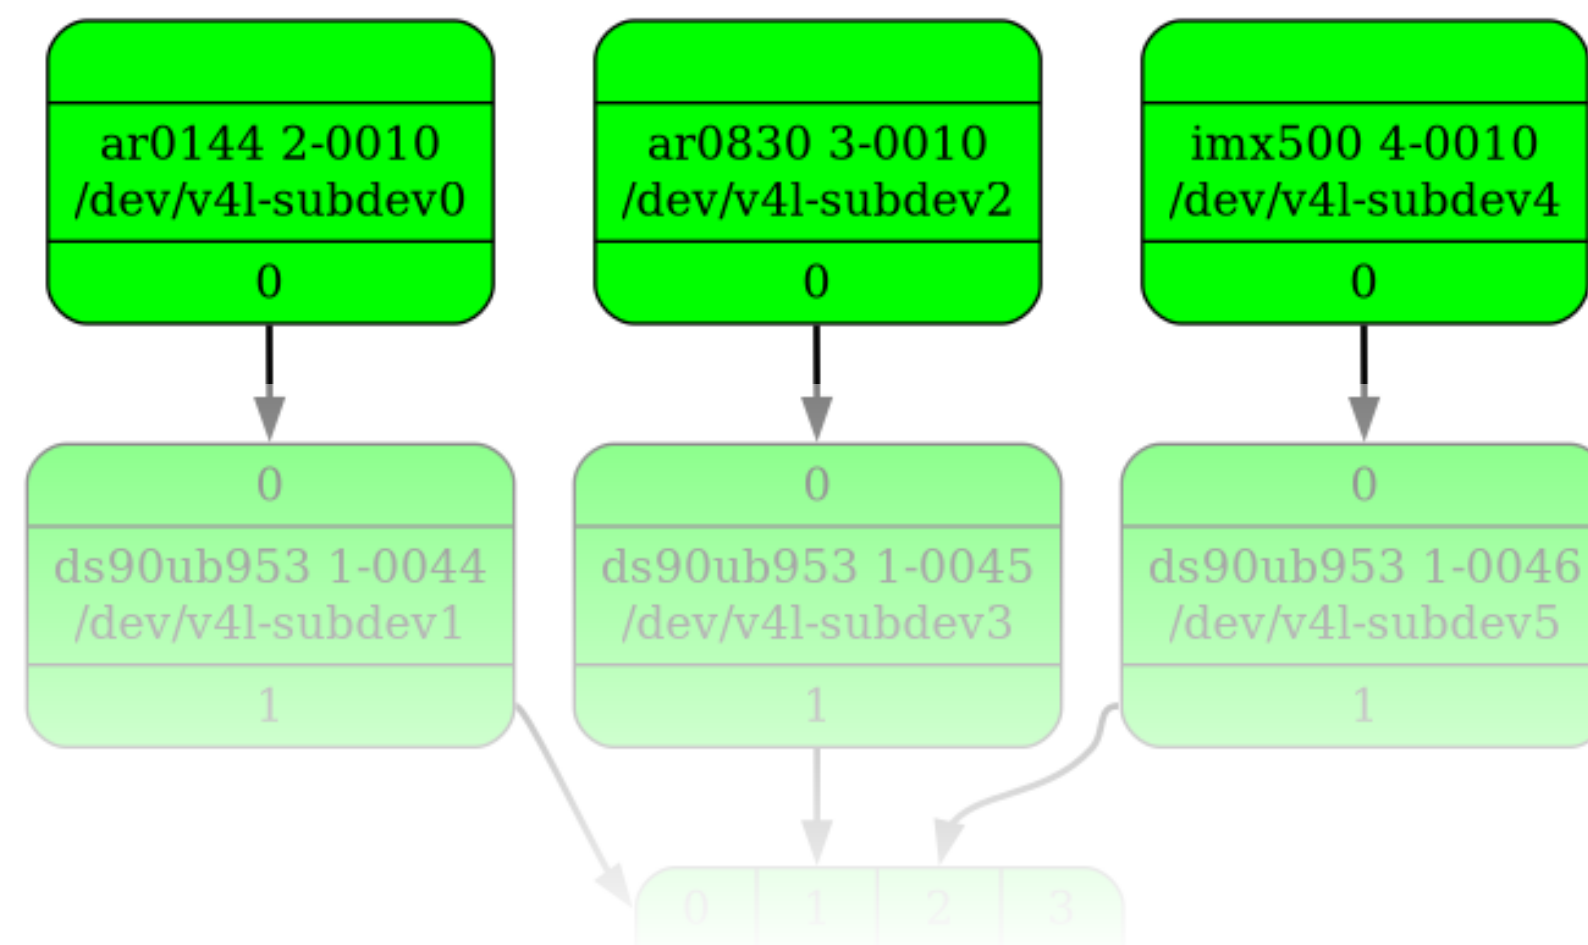 ar0144 2-0010
/dev/v4l-subdev0
0
ar0830 3-0010
/dev/v4l-subdev2
0
imx500 4-0010
/dev/v4l-subdev4
0
0
ds90ub953 1-0044
/dev/v4l-subdev1
1
0
ds90ub953 1-0045
/dev/v4l-subdev3
1
0
ds90ub953 1-0046
/dev/v4l-subdev5
1
0 1 2 3